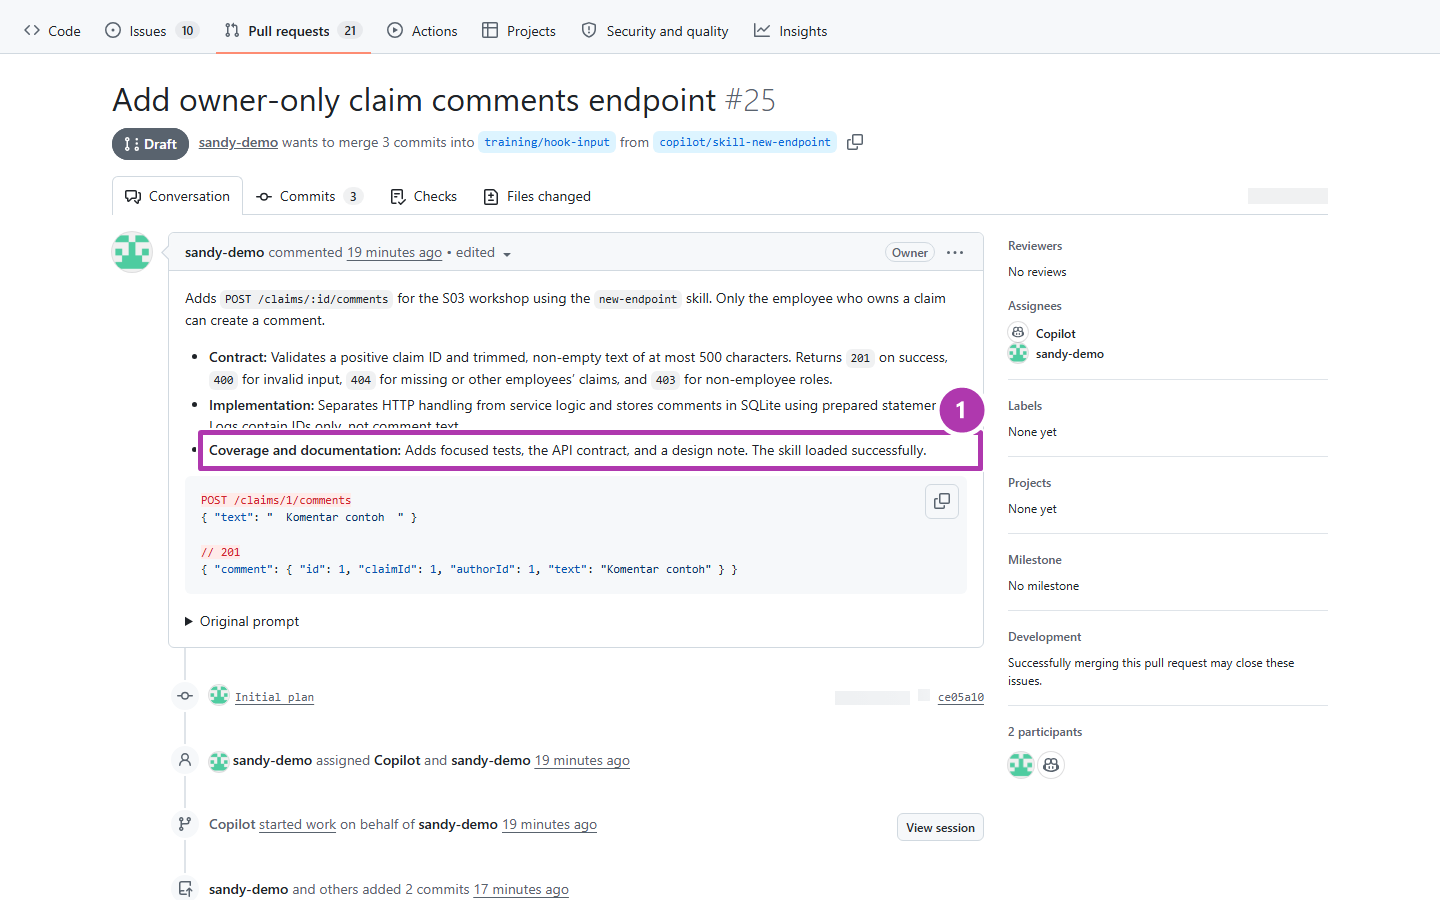 Code
Issues 10
Pull requests 21
Actions
Projects
Security and quality
Insights
Add owner-only claim comments endpoint #25
Draft
sandy-demo wants to merge 3 commits into training/hook-input from copilot/skill-new-endpoint
Conversation
Commits 3
Checks
Files changed
sandy-demo commented 19 minutes ago • edited
Owner
Adds POST /claims/:id/comments for the S03 workshop using the new-endpoint skill. Only the employee who owns a claim
can create a comment.
• Contract: Validates a positive claim ID and trimmed, non-empty text of at most 500 characters. Returns 201 on success,
400 for invalid input, 404 for missing or other employees’ claims, and 403 for non-employee roles.
• Implementation: Separates HTTP handling from service logic and stores comments in SQLite using prepared
1
Logs contain IDs only, not comment text
• Coverage and documentation: Adds focused tests, the API contract, and a design note. The skill loaded successfully.
POST /claims/1/comments
{ "text": "  Komentar contoh  " }
// 201
{ "comment": { "id": 1, "claimId": 1, "authorId": 1, "text": "Komentar contoh" } }
Original prompt
Initial plan
ce05a10
sandy-demo assigned Copilot and sandy-demo 19 minutes ago
Copilot started work on behalf of sandy-demo 19 minutes ago
View session
sandy-demo and others added 2 commits 17 minutes ago
Reviewers
No reviews
Assignees
Copilot
sandy-demo
Labels
None yet
Projects
None yet
Milestone
No milestone
Development
Successfully merging this pull request may close these
issues.
2 participants